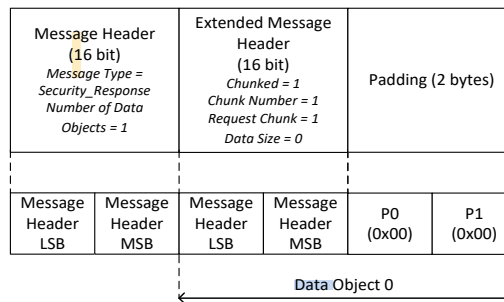 Message Header
(16 bit)
Message Type =
Security_Response
Number of Data
Objects = 1
Extended Message
Header
(16 bit)
Chunked = 1
Chunk Number = 1
Request Chunk = 1
Data Size = 0
Padding (2 bytes)
Message
Header
LSB
Message
Header
MSB
Message
Header
LSB
Message
Header
MSB
P0
(0x00)
P1
(0x00)
Data Object 0